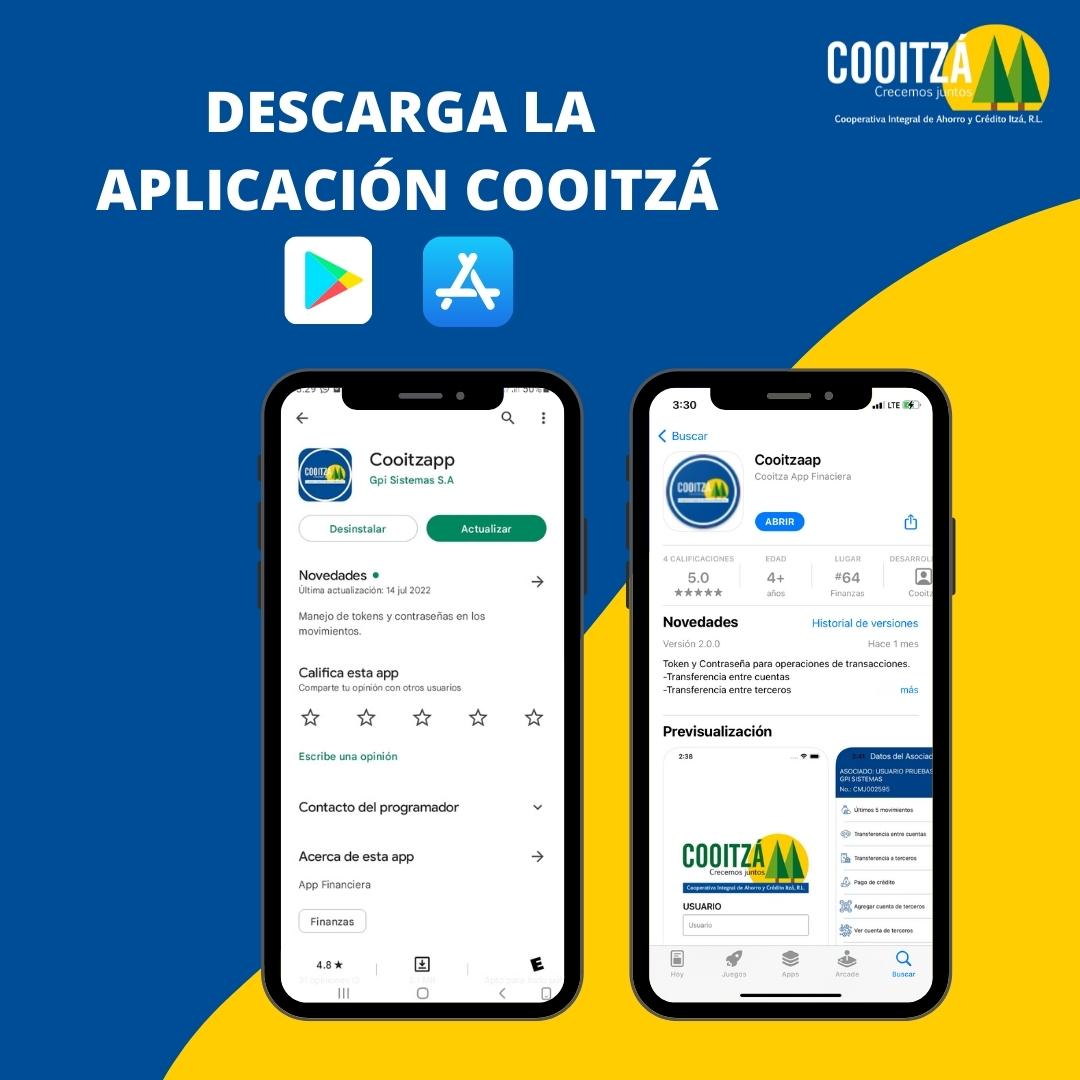 COOITZÁ
Crecemos juntos
Cooperativa Integral de Ahorro y Crédito Itzá, R.L.
DESCARGA LA
APLICACIÓN COOITZÁ
50%
Cooitzapp
Gpi Sistemas S.A
COOITZÁ
Desinstalar
Actualizar
Novedades
Última actualización: 14 jul 2022
Manejo de tokens y contraseñas en los
movimientos.
Califica esta app
Comparte tu opinión con otros usuarios
Escribe una opinión
Contacto del programador
Acerca de esta app
App Financiera
Finanzas
4.8 ★
E
3:30
LTE
Buscar
COOITZÁ
Cooitzaap
Cooitza App Finaciera
ABRIR
4 CALIFICACIONES
5.0
★★★★★
EDAD
4+
años
LUGAR
#64
Finanzas
DESARROL
Cooitz
Novedades
Historial de versiones
Versión 2.0.0
Hace 1 mes
Token y Contraseña para operaciones de transacciones.
-Transferencia entre cuentas
-Transferencia entre terceros
más
Previsualización
2:38
COOITZÁ
Crecemos juntos
Cooperativa Integral de Ahorro y Crédito Itzá, R.L.
USUARIO
Usuario
Datos del Asociad
ASOCIADO: USUARIO PRUEBAS
GPI SISTEMAS
No.: CMJ002595
Últimos 5 movimientos
Transferencia entre cuentas
Transferencia a terceros
Pago de crédito
Agregar cuenta de terceros
Ver cuenta de terceros
Hoy
Juegos
Apps
Arcade
Buscar